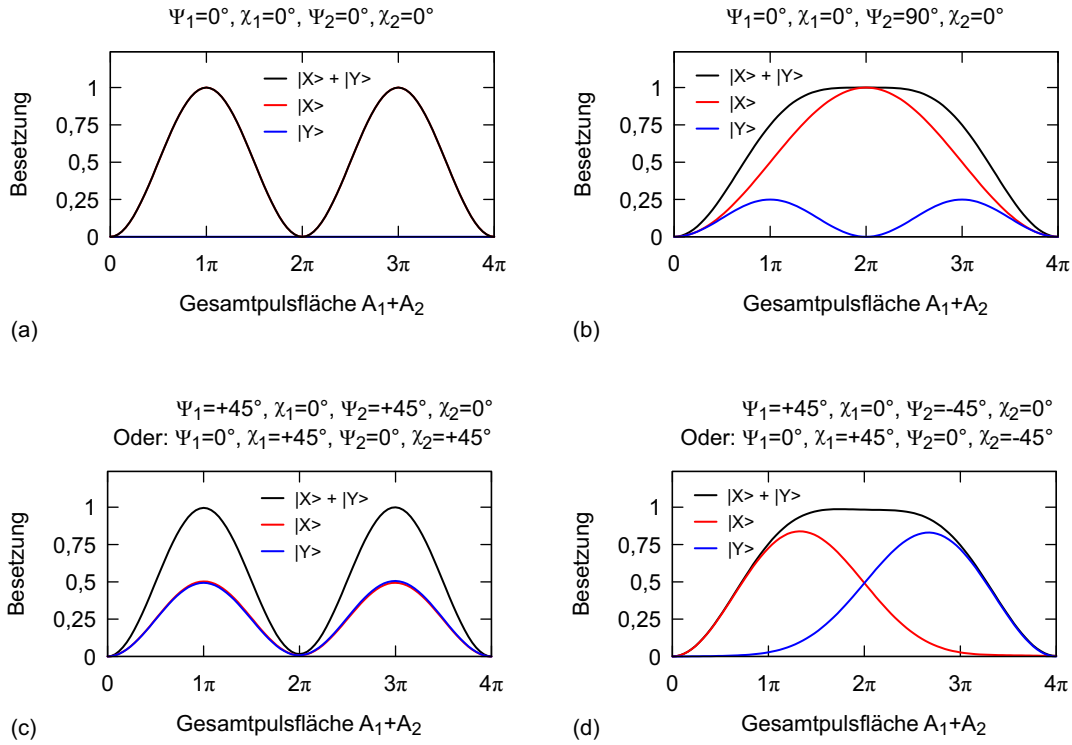 Ψ₁=0°, χ₁=0°, Ψ₂=0°, χ₂=0°
Besetzung
1
0,75
0,5
0,25
0
|X> + |Y>
|X>
|Y>
0 1π 2π 3π 4π
Gesamtpulsfläche A₁+A₂
(a)
Ψ₁=0°, χ₁=0°, Ψ₂=90°, χ₂=0°
Besetzung
1
0,75
0,5
0,25
0
|X> + |Y>
|X>
|Y>
0 1π 2π 3π 4π
Gesamtpulsfläche A₁+A₂
(b)
Ψ₁=+45°, χ₁=0°, Ψ₂=+45°, χ₂=0°
Oder: Ψ₁=0°, χ₁=+45°, Ψ₂=0°, χ₂=+45°
Besetzung
1
0,75
0,5
0,25
0
|X> + |Y>
|X>
|Y>
0 1π 2π 3π 4π
Gesamtpulsfläche A₁+A₂
(c)
Ψ₁=+45°, χ₁=0°, Ψ₂=-45°, χ₂=0°
Oder: Ψ₁=0°, χ₁=+45°, Ψ₂=0°, χ₂=-45°
Besetzung
1
0,75
0,5
0,25
0
|X> + |Y>
|X>
|Y>
0 1π 2π 3π 4π
Gesamtpulsfläche A₁+A₂
(d)